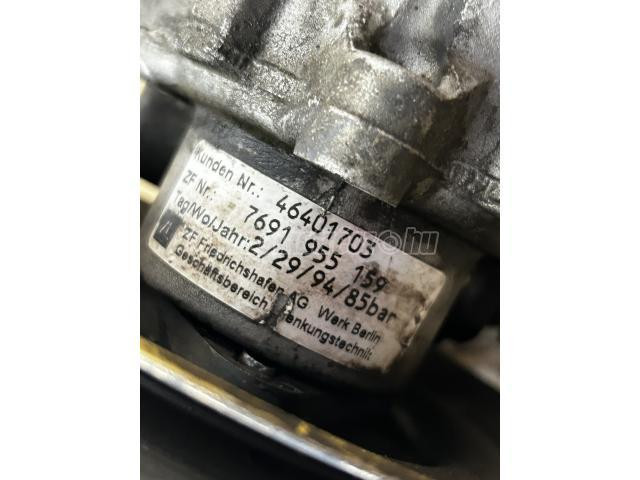 Kunden Nr.: 46401703
ZF Nr.: 7691 955 159
Tag/Wo/Jahr: 2/29/94/85bar
ZF Friedrichshafen AG Werk Berlin
Geschäftsbereich Lenkungstechnik